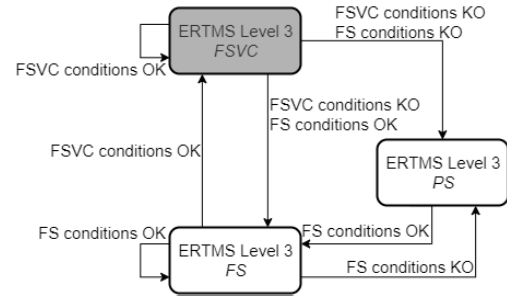 ERTMS Level 3
FSVC
FSVC conditions KO
FS conditions KO
FSVC conditions OK
FSVC conditions KO
FS conditions OK
FSVC conditions OK
ERTMS Level 3
PS
FS conditions OK
FS conditions OK
ERTMS Level 3
FS
FS conditions KO